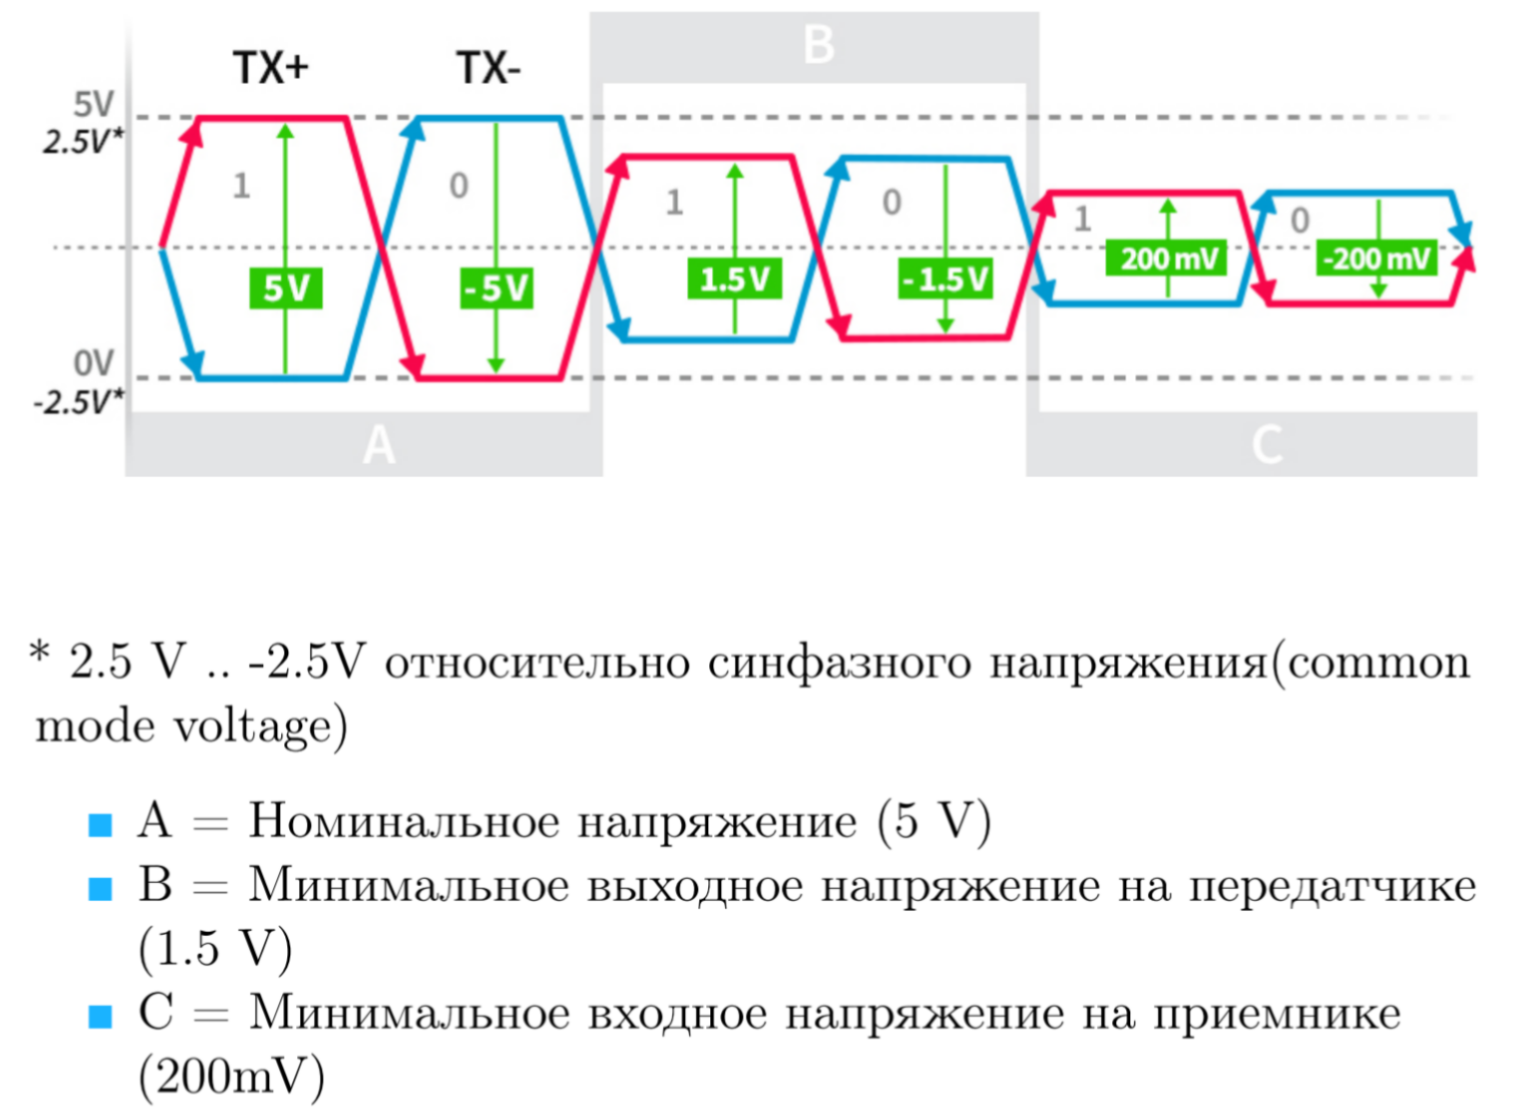 B
TX+ TX-
5V
2.5V*
1 0 1 0 1 0
5V -5V 1.5V -1.5V 200 mV -200 mV
0V
-2.5V*
A C
* 2.5 V .. -2.5V относительно синфазного напряжения(common
mode voltage)
A = Номинальное напряжение (5 V)
B = Минимальное выходное напряжение на передатчике
(1.5 V)
C = Минимальное входное напряжение на приемнике
(200mV)